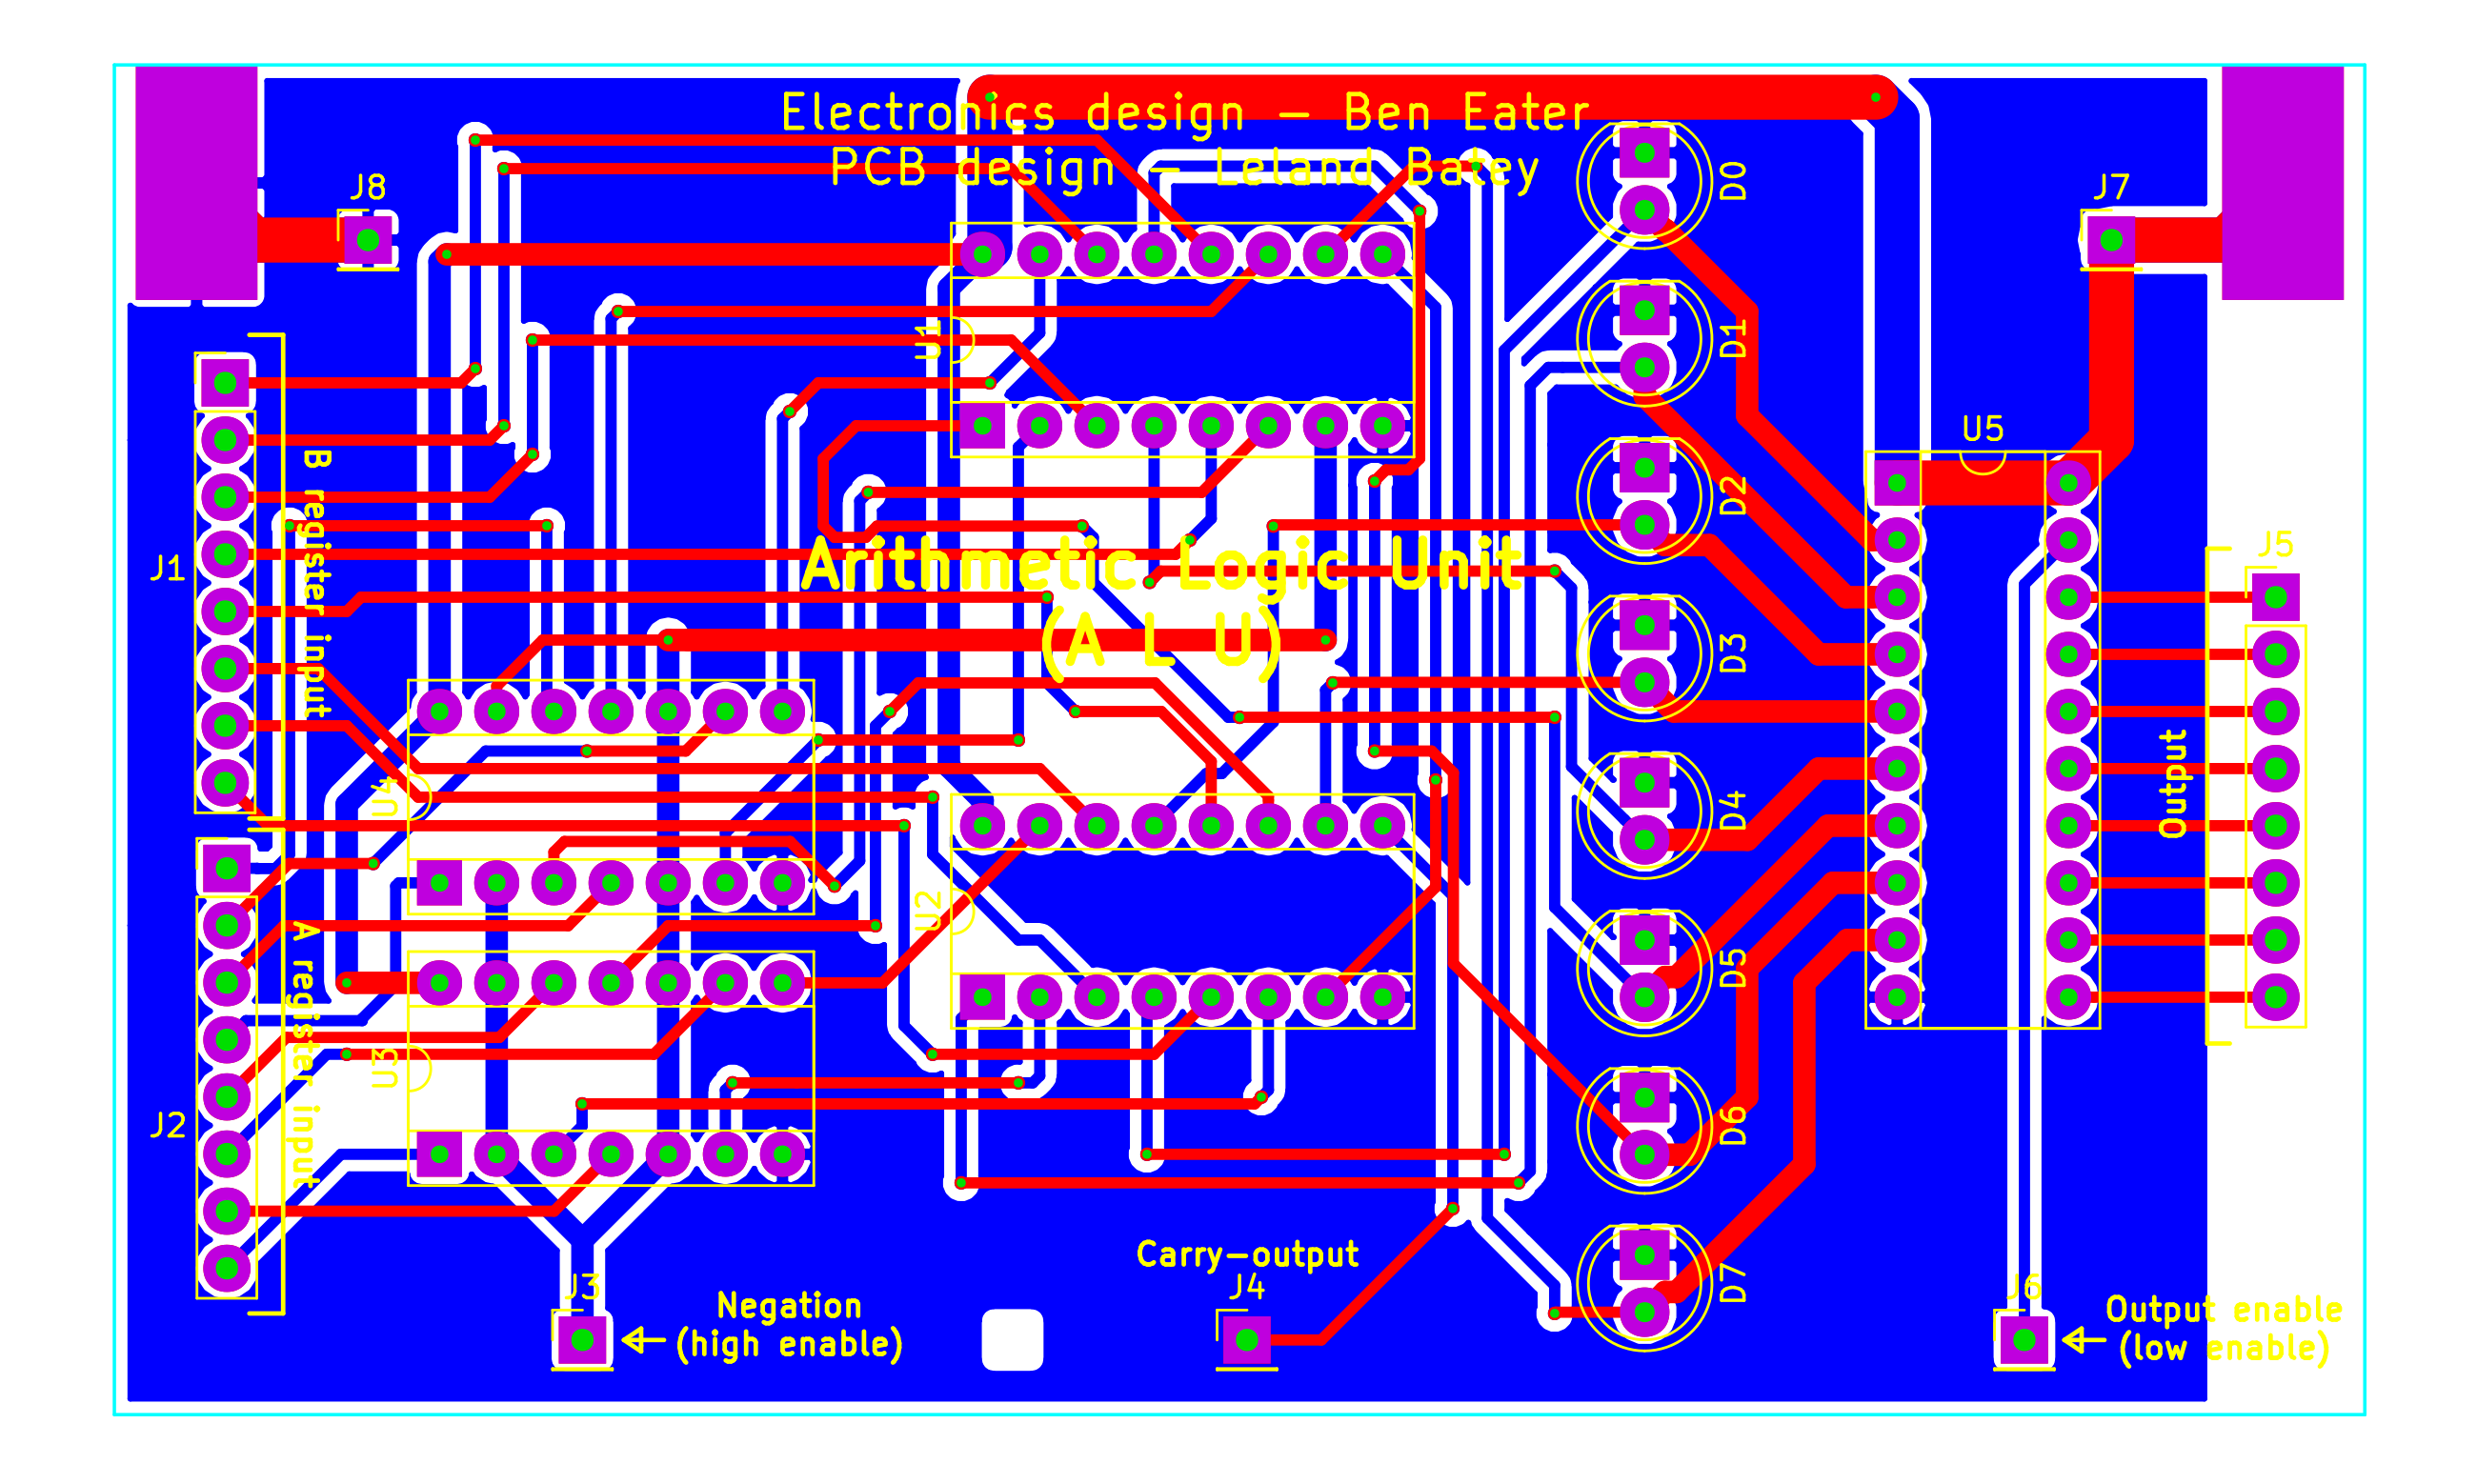 Electronics design - Ben Eater
PCB design - Leland Batey
J8
J7
D0
D1
U1
U5
D2
J1
B register input
J5
Arithmetic Logic Unit
(A L U)
D3
U4
D4
Output
U2
A register input
D5
U3
J2
D6
Carry-output
J3
J4
D7
J6
Negation
(high enable)
Output enable
(low enable)